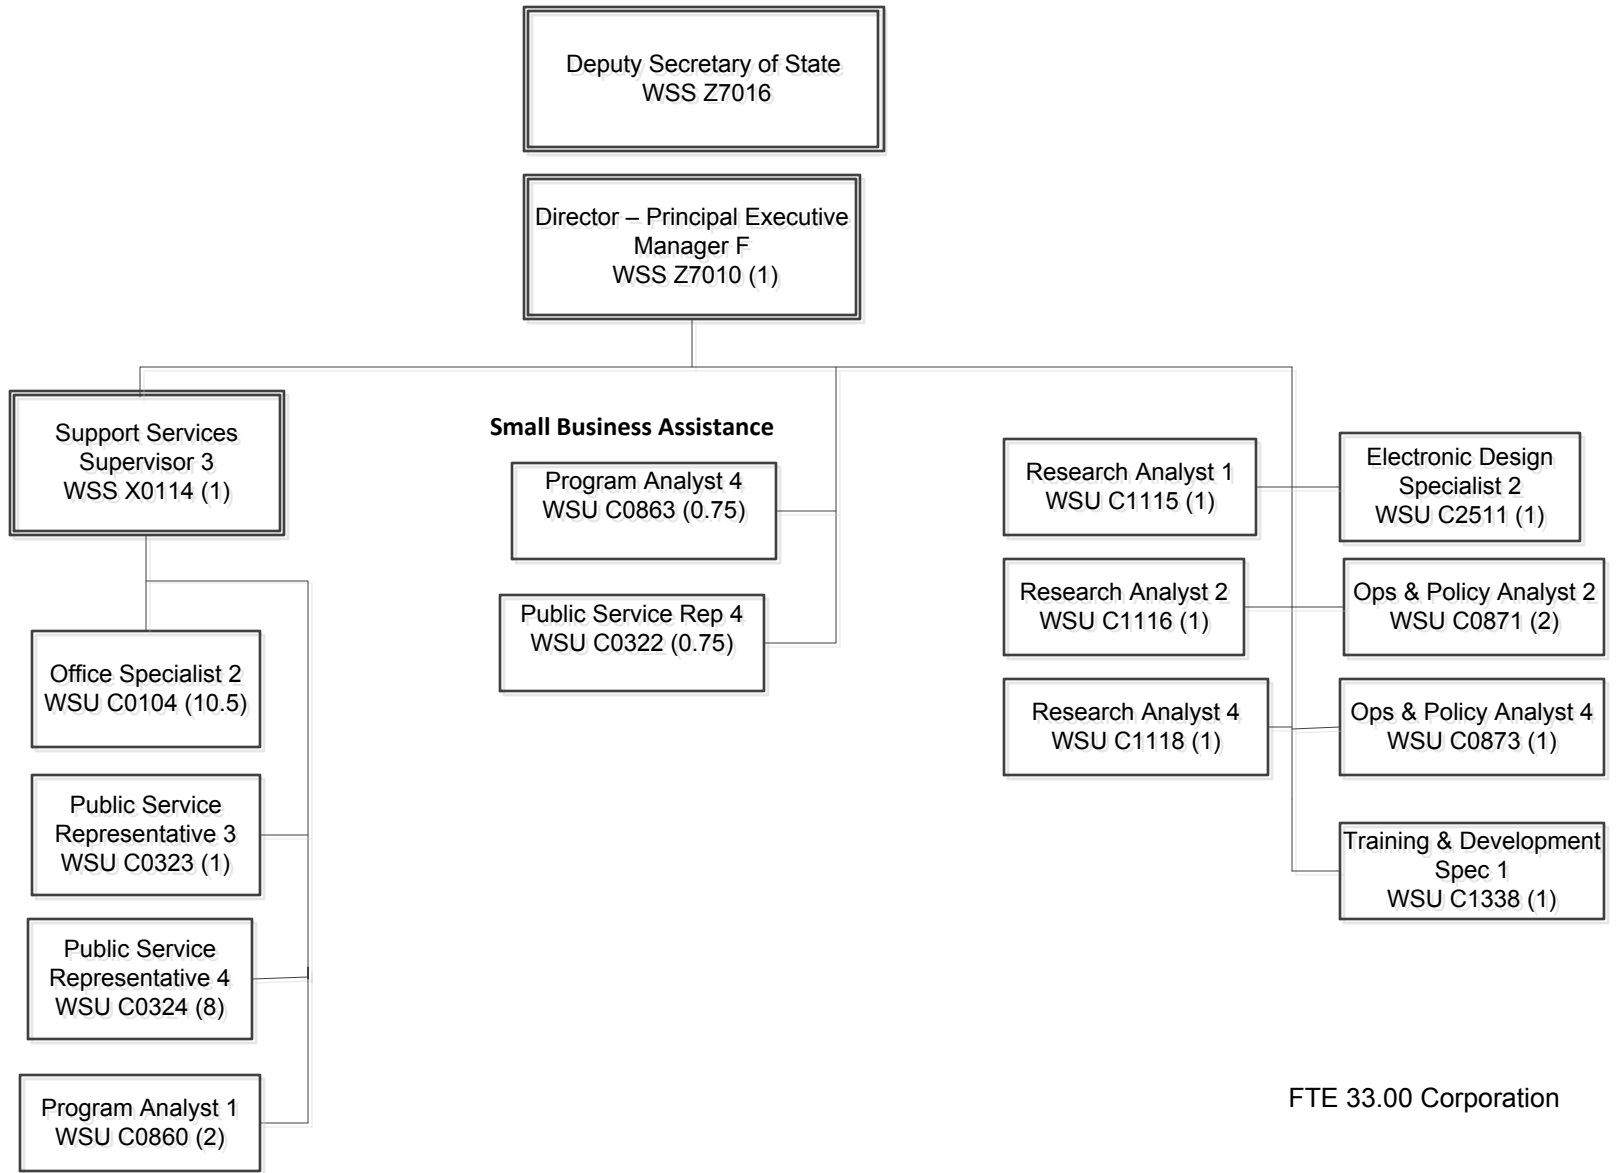 Deputy Secretary of State
WSS Z7016
Director – Principal Executive
Manager F
WSS Z7010 (1)
Support Services
Supervisor 3
WSS X0114 (1)
Office Specialist 2
WSU C0104 (10.5)
Public Service
Representative 3
WSU C0323 (1)
Public Service
Representative 4
WSU C0324 (8)
Program Analyst 1
WSU C0860 (2)
Small Business Assistance
Program Analyst 4
WSU C0863 (0.75)
Public Service Rep 4
WSU C0322 (0.75)
Research Analyst 1
WSU C1115 (1)
Research Analyst 2
WSU C1116 (1)
Research Analyst 4
WSU C1118 (1)
Electronic Design
Specialist 2
WSU C2511 (1)
Ops & Policy Analyst 2
WSU C0871 (2)
Ops & Policy Analyst 4
WSU C0873 (1)
Training & Development
Spec 1
WSU C1338 (1)
FTE 33.00 Corporation